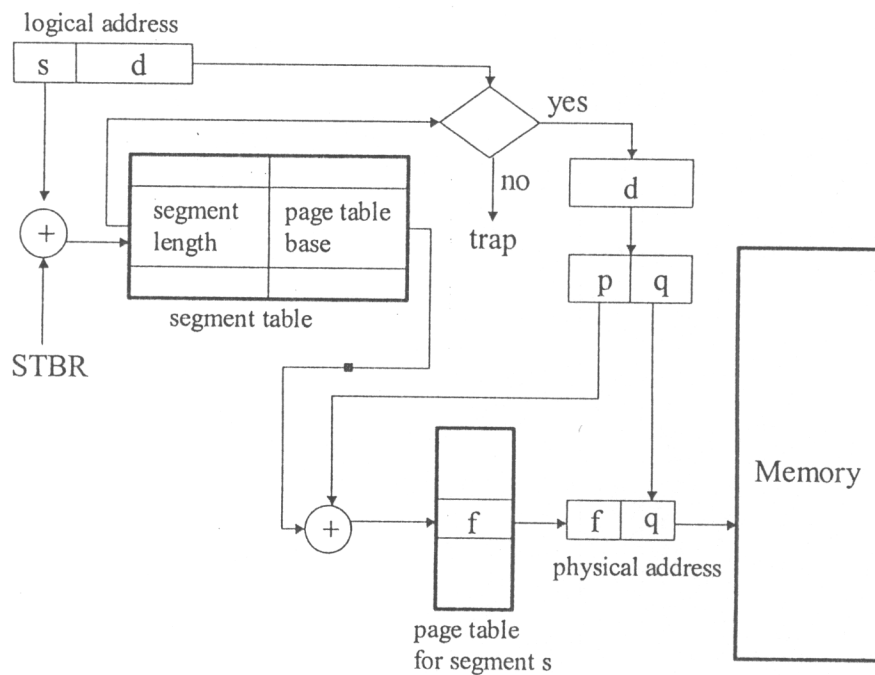 logical address
s d
yes
no
trap
d
segment length
page table base
+
segment table
STBR
p q
Memory
+
f
f q
physical address
page table
for segment s